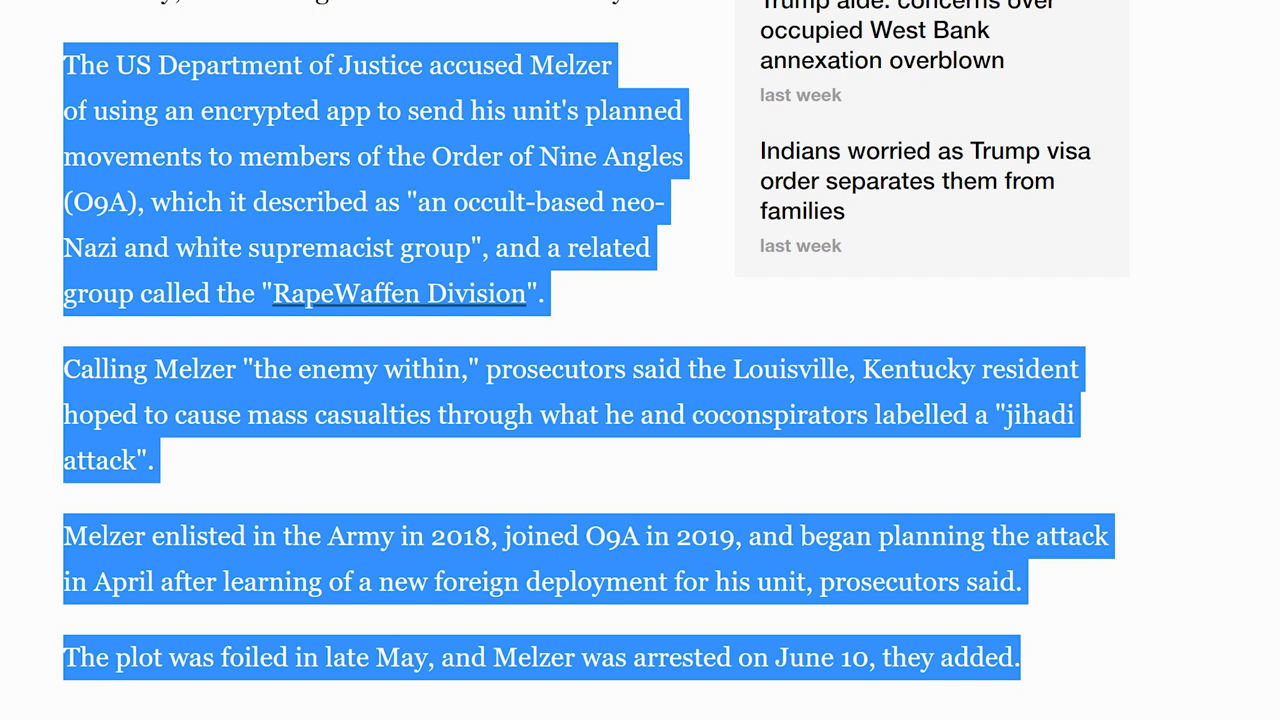 The US Department of Justice accused Melzer
of using an encrypted app to send his unit's planned
movements to members of the Order of Nine Angles
(O9A), which it described as "an occult-based neo-
Nazi and white supremacist group", and a related
group called the "RapeWaffen Division".
Calling Melzer "the enemy within," prosecutors said the Louisville, Kentucky resident
hoped to cause mass casualties through what he and coconspirators labelled a "jihadi
attack".
Melzer enlisted in the Army in 2018, joined O9A in 2019, and began planning the attack
in April after learning of a new foreign deployment for his unit, prosecutors said.
The plot was foiled in late May, and Melzer was arrested on June 10, they added.
Trump aide: concerns over
occupied West Bank
annexation overblown
last week
Indians worried as Trump visa
order separates them from
families
last week